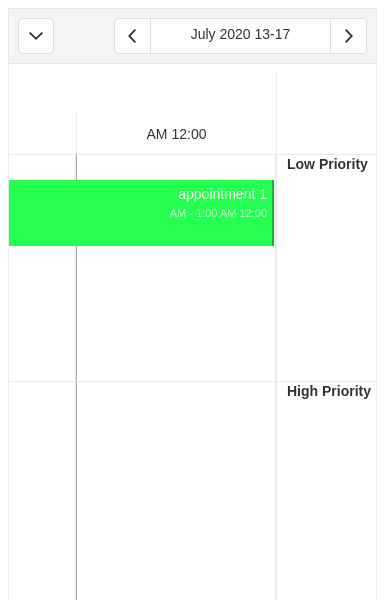 July 2020 13-17
AM 12:00
Low Priority
appointment 1
AM - 1:00 AM 12:00
High Priority